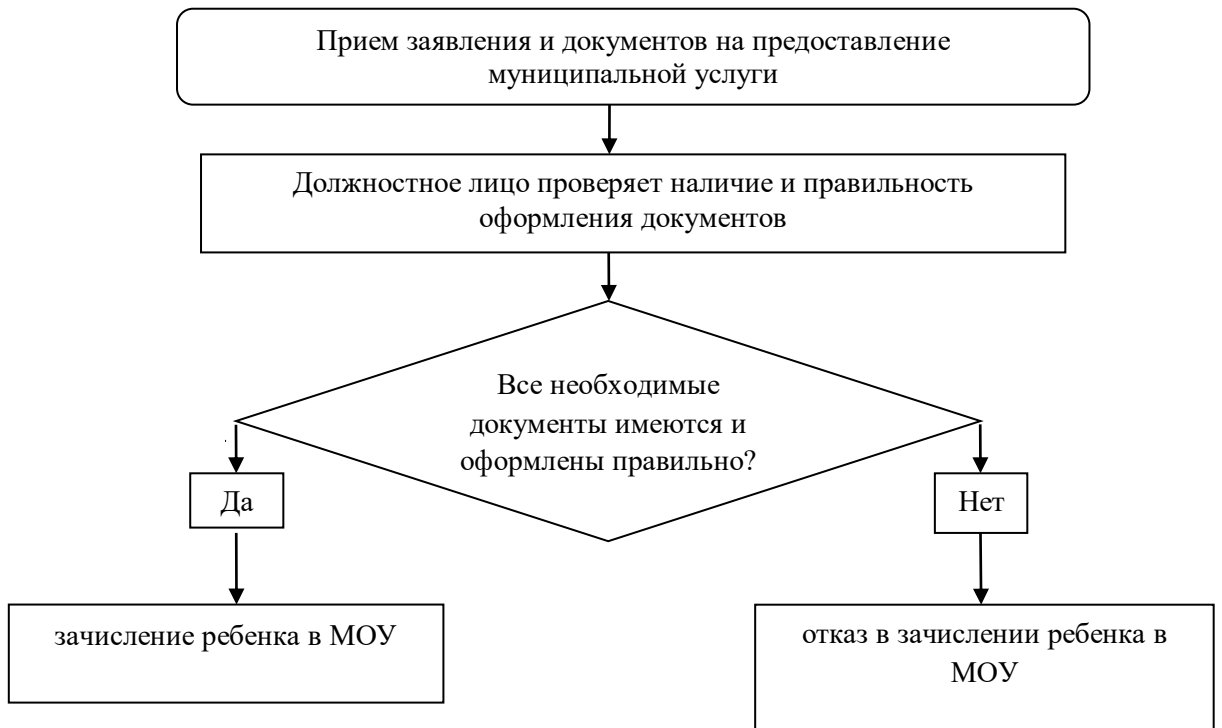 Прием заявления и документов на предоставление
муниципальной услуги
Должностное лицо проверяет наличие и правильность
оформления документов
Все необходимые
документы имеются и
оформлены правильно?
Да
Нет
зачисление ребенка в МОУ
отказ в зачислении ребенка в
МОУ